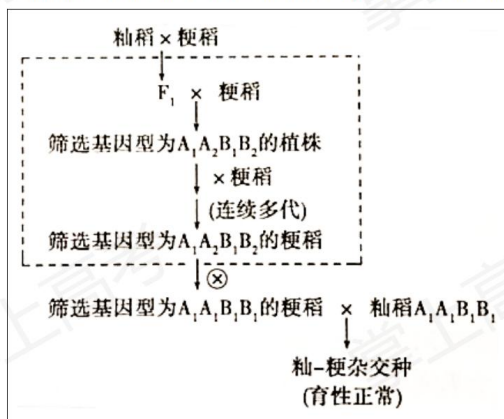 籼稻×粳稻
F₁ × 粳稻
筛选基因型为A₁A₂B₁B₂的植株
×粳稻
(连续多代)
筛选基因型为A₁A₂B₁B₂的粳稻
⊗
筛选基因型为A₁A₁B₁B₁的粳稻 × 籼稻A₁A₁B₁B₁
籼-粳杂交种
(育性正常)